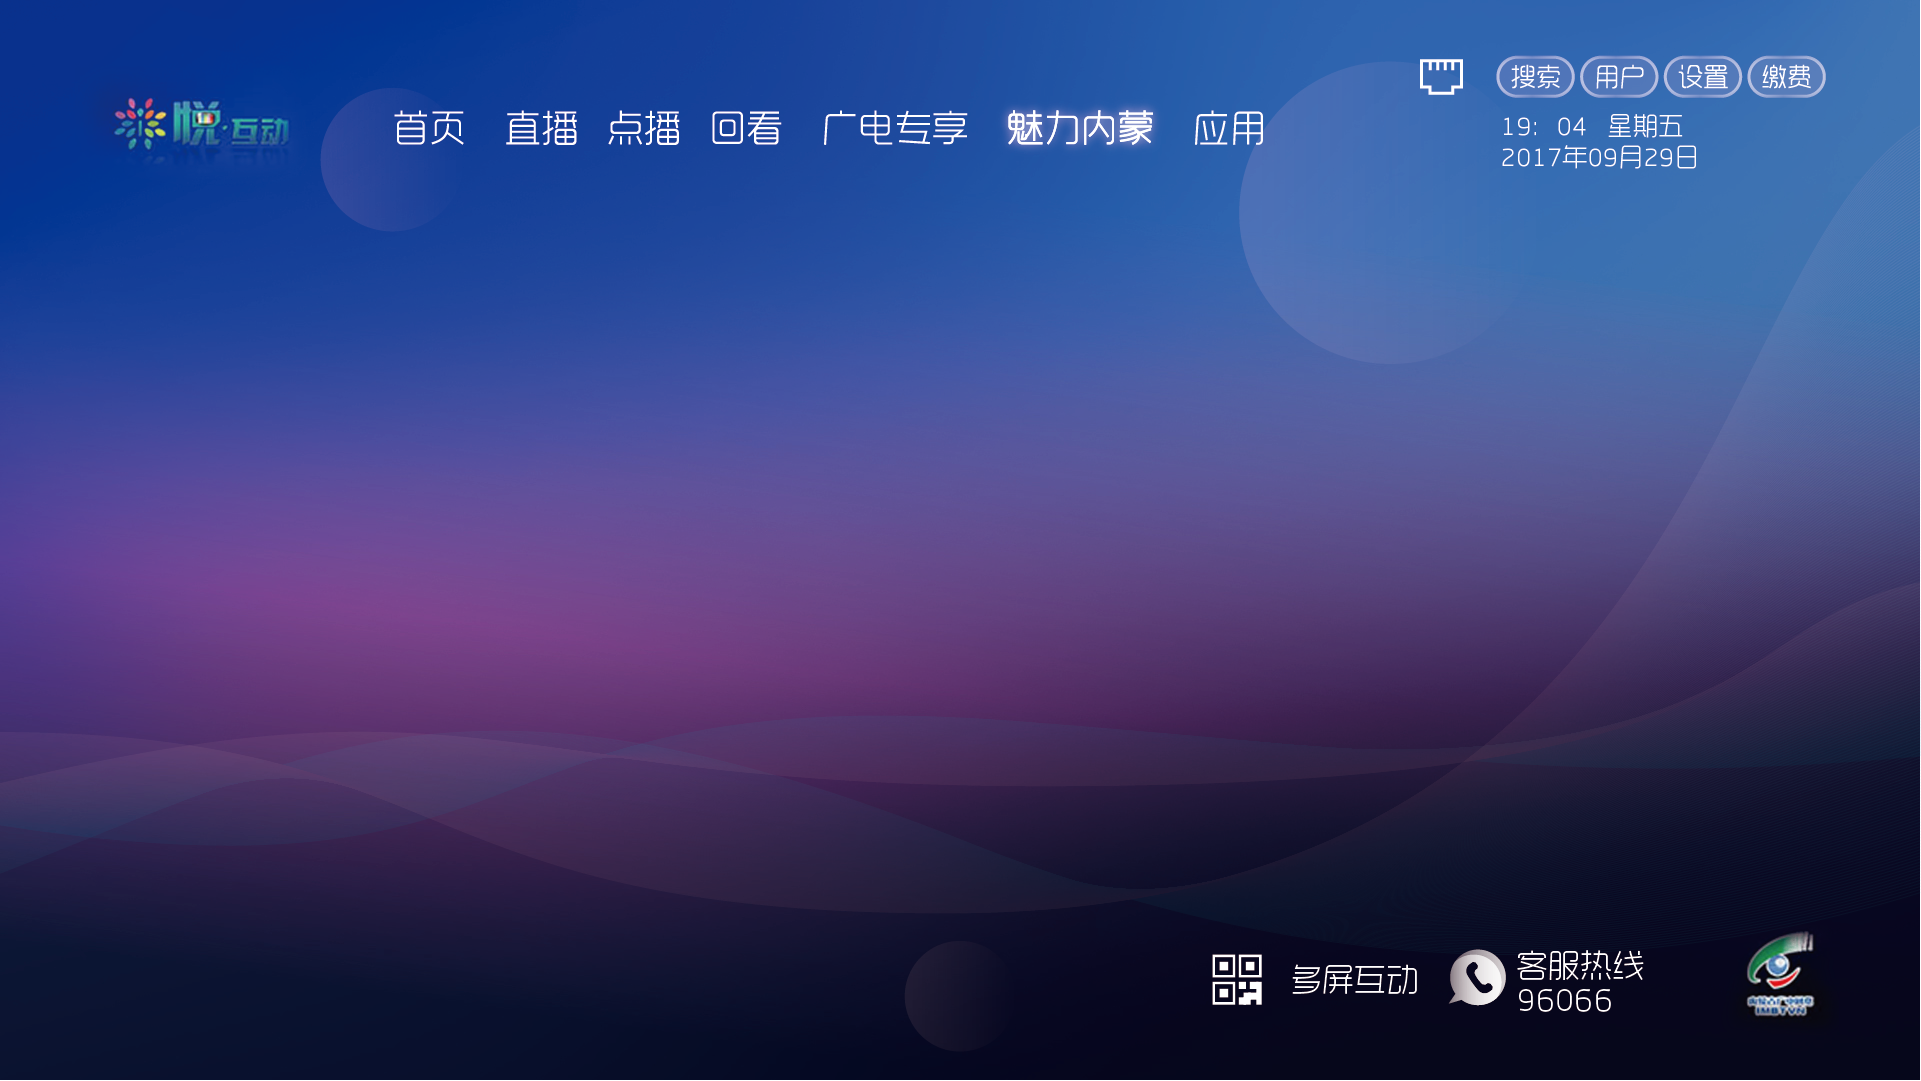 悦·互动
首页 直播 点播 回看 广电专享 魅力内蒙 应用
搜索 用户 设置 缴费
19: 04 星期五
2017年09月29日
多屏互动
客服热线
96066
IMBTVN